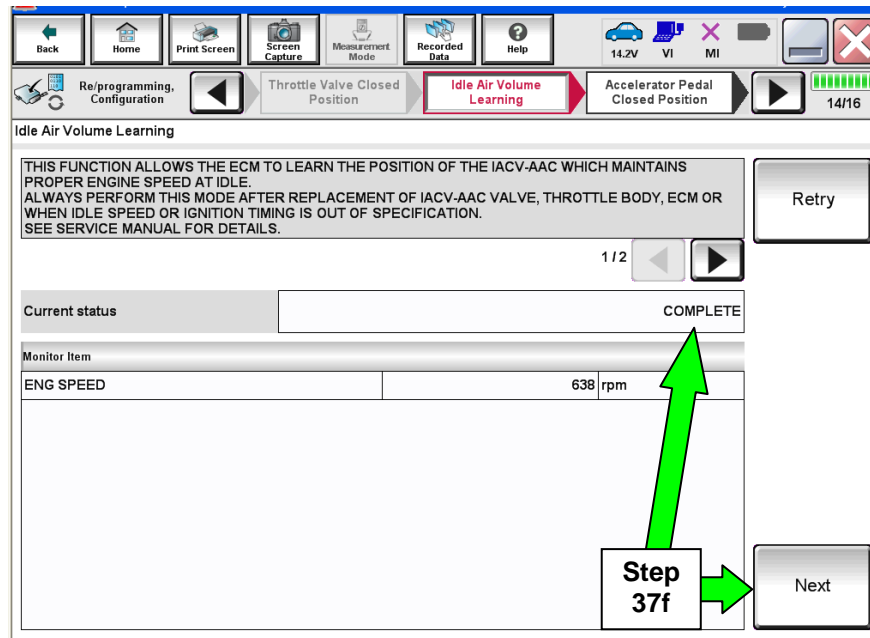 Back
Home
Print Screen
Screen
Capture
Measurement
Mode
Recorded
Data
Help
14.2V
VI
MI
Re/programming,
Configuration
Throttle Valve Closed
Position
Idle Air Volume
Learning
Accelerator Pedal
Closed Position
14/16
Idle Air Volume Learning
THIS FUNCTION ALLOWS THE ECM TO LEARN THE POSITION OF THE IACV-AAC WHICH MAINTAINS
PROPER ENGINE SPEED AT IDLE.
ALWAYS PERFORM THIS MODE AFTER REPLACEMENT OF IACV-AAC VALVE, THROTTLE BODY, ECM OR
WHEN IDLE SPEED OR IGNITION TIMING IS OUT OF SPECIFICATION.
SEE SERVICE MANUAL FOR DETAILS.
Retry
1/2
Current status
COMPLETE
Monitor Item
ENG SPEED 638 rpm
Step
37f
Next